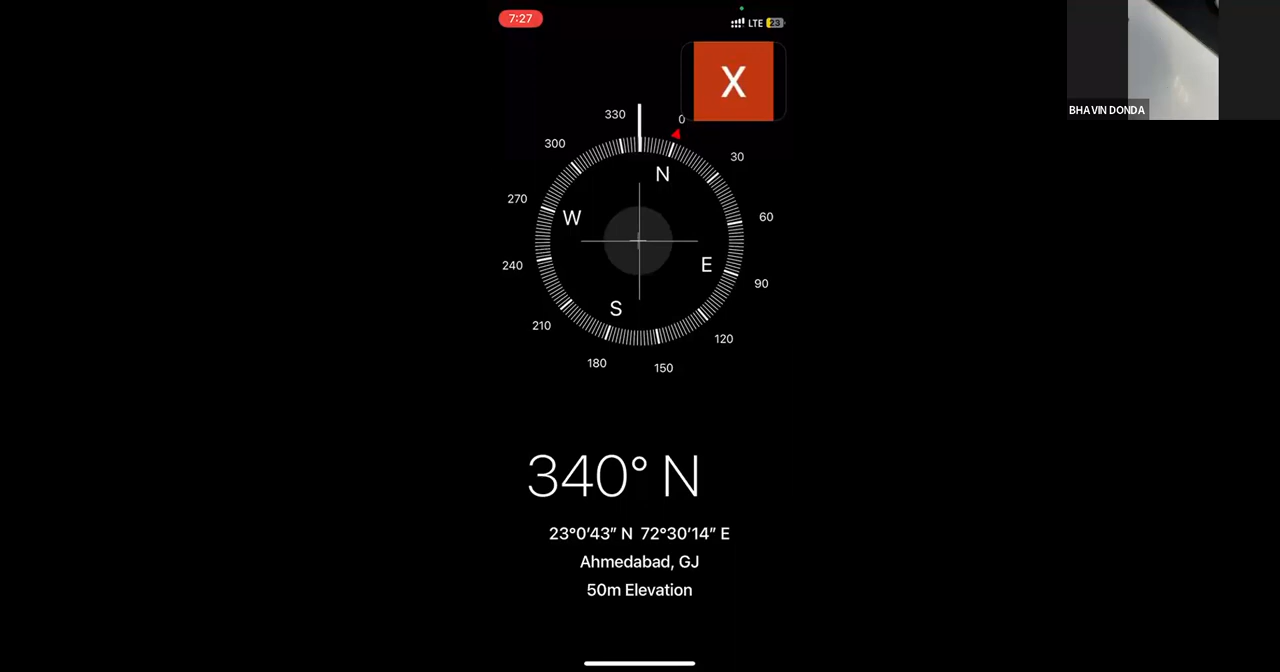 7:27
LTE 23
X
BHAVIN DONDA
330
0
300
30
N
270
W
60
240
E
90
S
210
120
180
150
340° N
23°0’43” N 72°30’14” E
Ahmedabad, GJ
50m Elevation